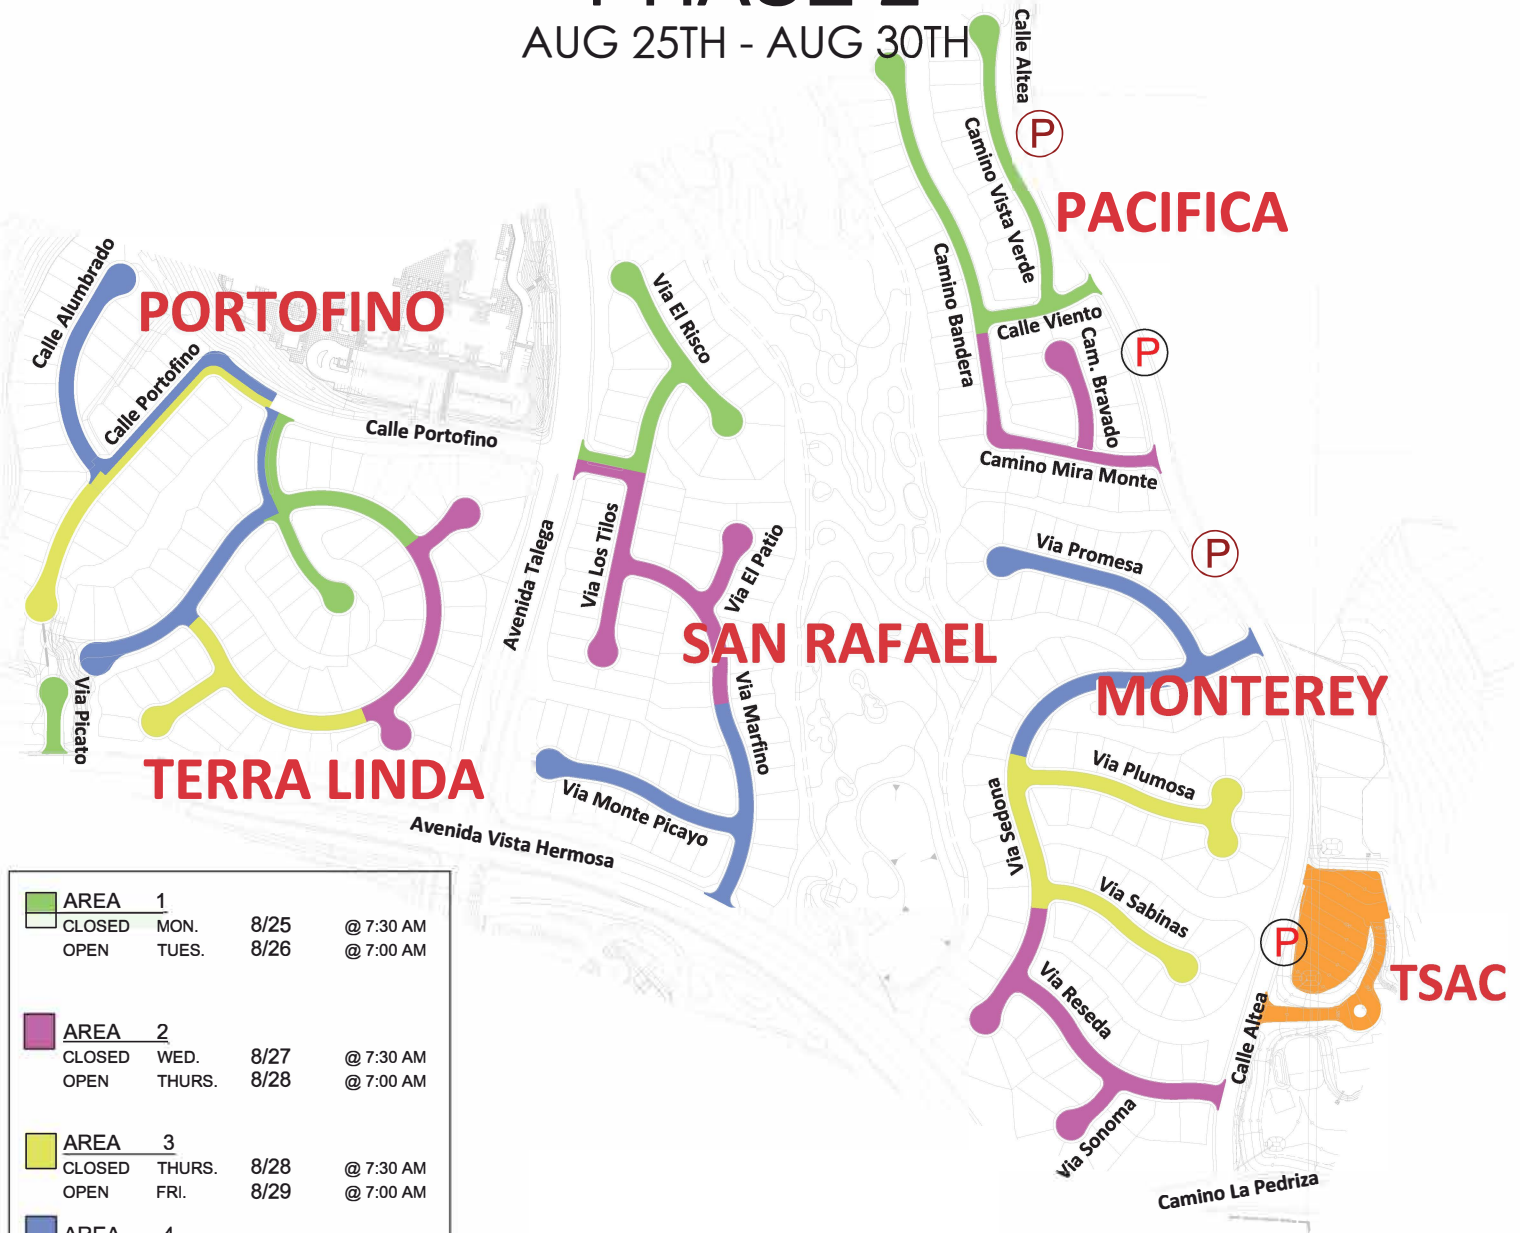 AUG 25TH - AUG 30TH
Calle Altea
P
Camino Vista Verde
PACIFICA
Calle Alumbrado
PORTOFINO
Via El Risco
Camino Bandera
Calle Viento
Cam. Bravado
P
Calle Portofino
Calle Portofino
Camino Mira Monte
Via Los Tilos
Avenida Talega
Via El Patio
Via Promesa
P
SAN RAFAEL
MONTEREY
Via Picato
Via Marfino
TERRA LINDA
Via Monte Picayo
Via Plumosa
Avenida Vista Hermosa
Via Sedona
Via Sabinas
P
TSAC
Via Reseda
Calle Altea
Via Sonoma
Camino La Pedriza
AREA 1
CLOSED MON. 8/25 @ 7:30 AM
OPEN TUES. 8/26 @ 7:00 AM
AREA 2
CLOSED WED. 8/27 @ 7:30 AM
OPEN THURS. 8/28 @ 7:00 AM
AREA 3
CLOSED THURS. 8/28 @ 7:30 AM
OPEN FRI. 8/29 @ 7:00 AM
AREA 4